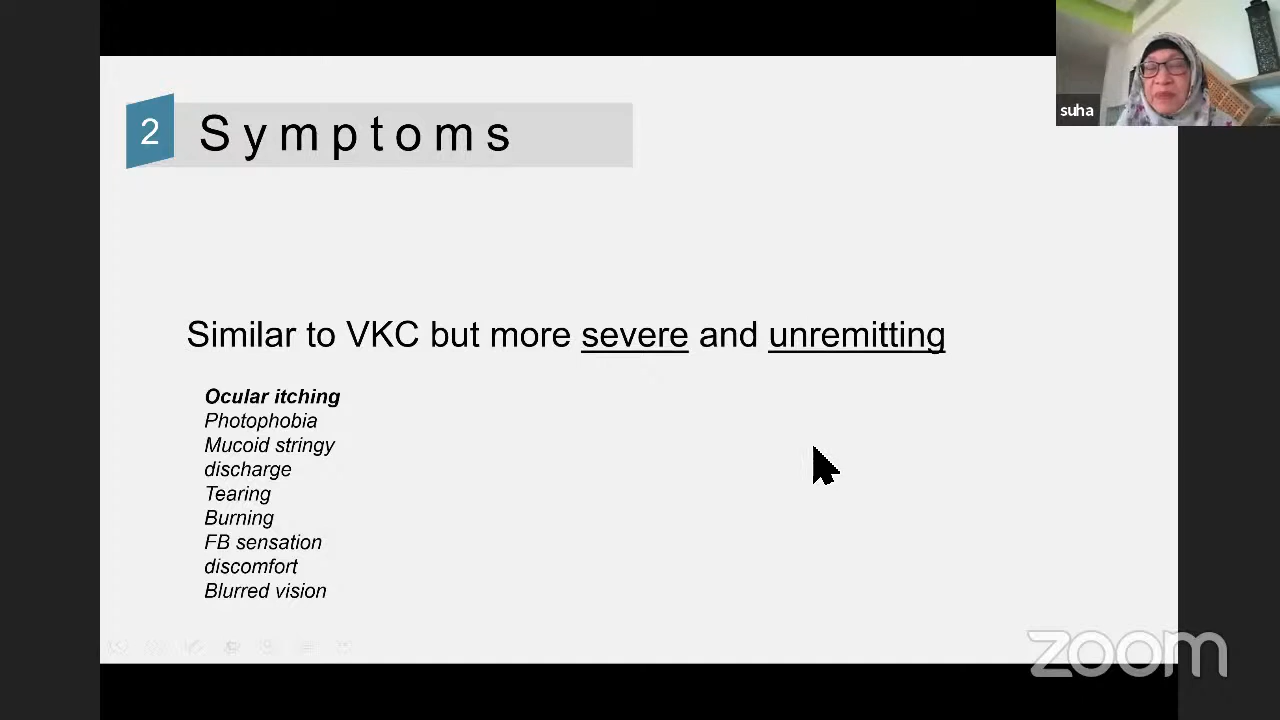 suha
2
Symptoms
Similar to VKC but more severe and unremitting
Ocular itching
Photophobia
Mucoid stringy
discharge
Tearing
Burning
FB sensation
discomfort
Blurred vision
zoom